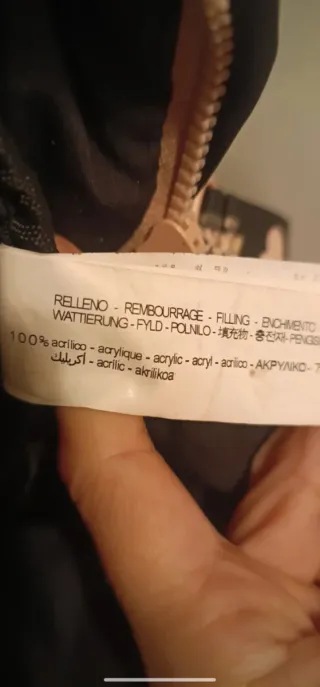 RELLENO - REMBOURRAGE - FILLING - ENCHIMENTO
WATTIERUNG - FYLD - POLNILO - 填充物 - 충전재 -
100% acrílico - acrylique - acrylic - acryl - acrilico - ΑΚΡΥΛΙΚΟ -
أكريليك - acrilic - akrilikoa